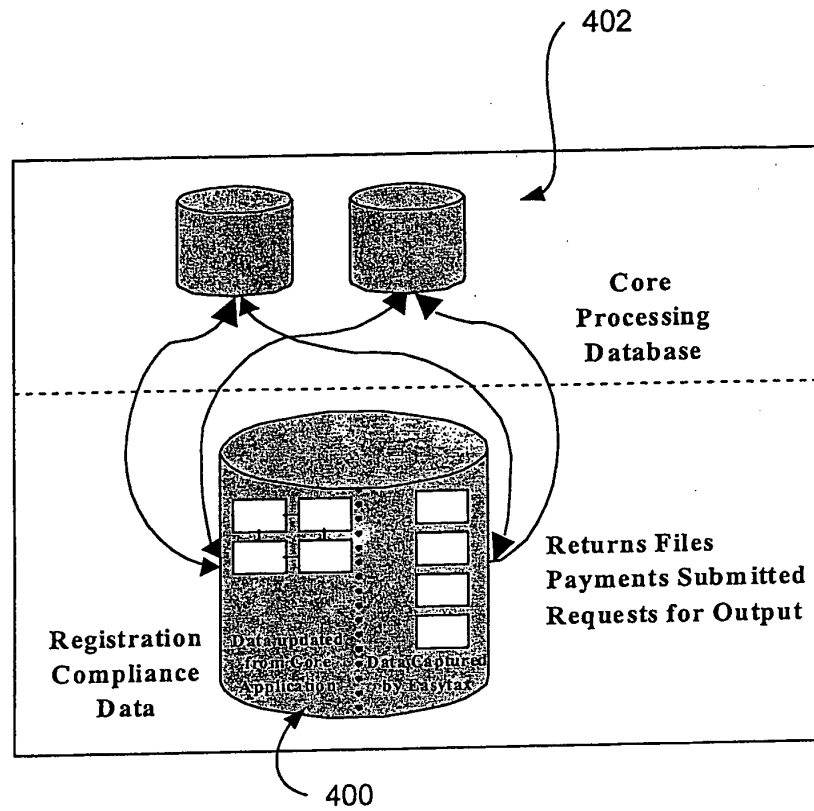 402
Core
Processing
Database
Returns Files
Payments Submitted
Requests for Output
Registration
Compliance
Data
Data updated
from Core
Application
Data Captured
by
400